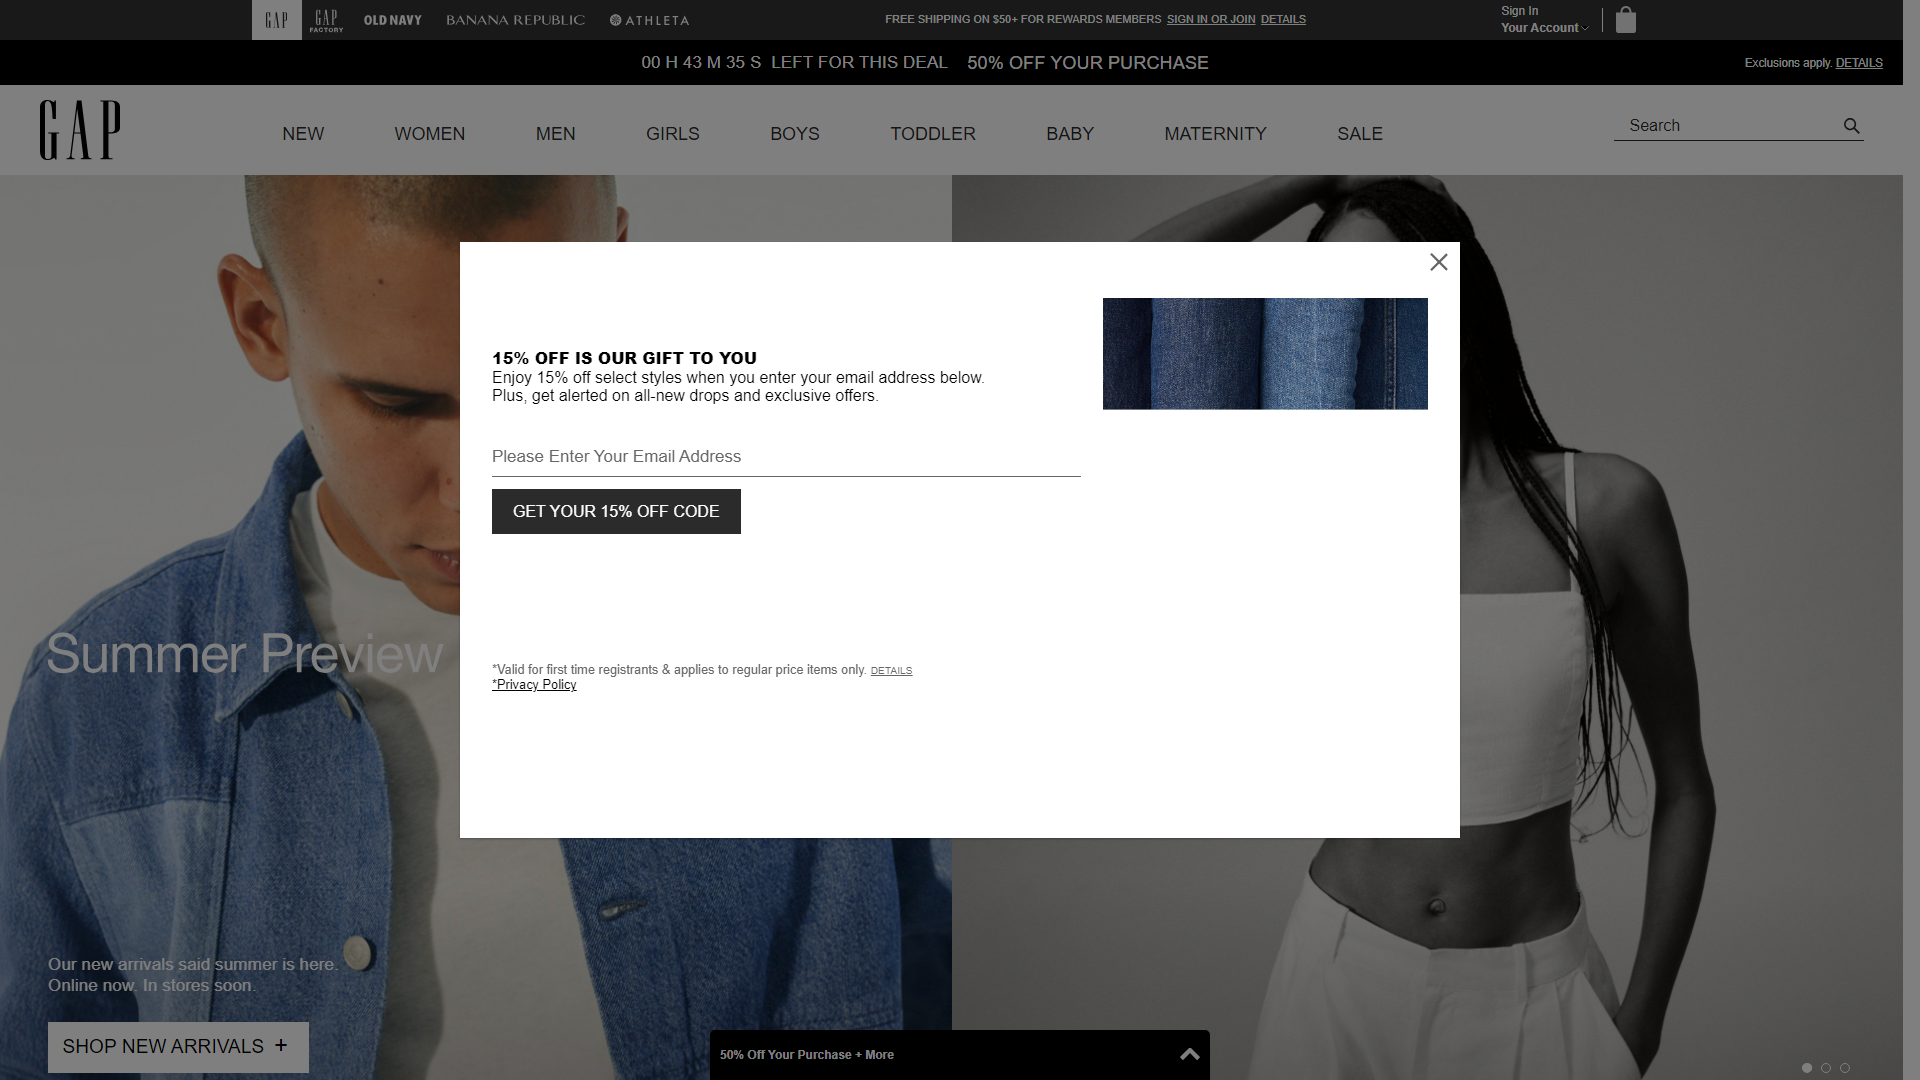 GAP
GAP FACTORY
OLD NAVY
BANANA REPUBLIC
ATHLETA
FREE SHIPPING ON $50+ FOR REWARDS MEMBERS SIGN IN OR JOIN DETAILS
Sign In
Your Account
00 H 43 M 35 S LEFT FOR THIS DEAL 50% OFF YOUR PURCHASE
Exclusions apply. DETAILS
GAP
NEW
WOMEN
MEN
GIRLS
BOYS
TODDLER
BABY
MATERNITY
SALE
Search
15% OFF IS OUR GIFT TO YOU
Enjoy 15% off select styles when you enter your email address below.
Plus, get alerted on all-new drops and exclusive offers.
Please Enter Your Email Address
GET YOUR 15% OFF CODE
*Valid for first time registrants & applies to regular price items only. DETAILS
*Privacy Policy
Summer Preview
Our new arrivals said summer is here.
Online now. In stores soon.
SHOP NEW ARRIVALS +
50% Off Your Purchase + More